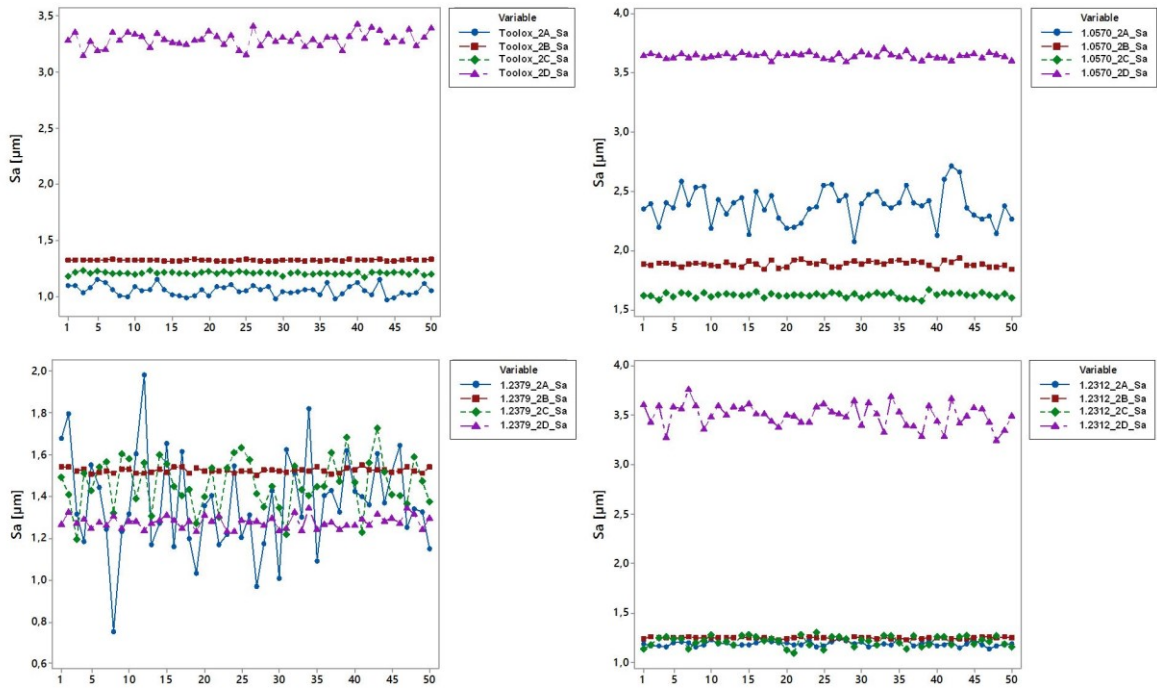 3,5
3,0
2,5
2,0
1,5
1,0
Sa [µm]
1 5 10 15 20 25 30 35 40 45 50
Variable
Toolox_2A_Sa
Toolox_2B_Sa
Toolox_2C_Sa
Toolox_2D_Sa
4,0
3,5
3,0
2,5
2,0
1,5
Sa [µm]
1 5 10 15 20 25 30 35 40 45 50
Variable
1.0570_2A_Sa
1.0570_2B_Sa
1.0570_2C_Sa
1.0570_2D_Sa
2,0
1,8
1,6
1,4
1,2
1,0
0,8
0,6
Sa [µm]
1 5 10 15 20 25 30 35 40 45 50
Variable
1.2379_2A_Sa
1.2379_2B_Sa
1.2379_2C_Sa
1.2379_2D_Sa
4,0
3,5
3,0
2,5
2,0
1,5
1,0
Sa [µm]
1 5 10 15 20 25 30 35 40 45 50
Variable
1.2312_2A_Sa
1.2312_2B_Sa
1.2312_2C_Sa
1.2312_2D_Sa